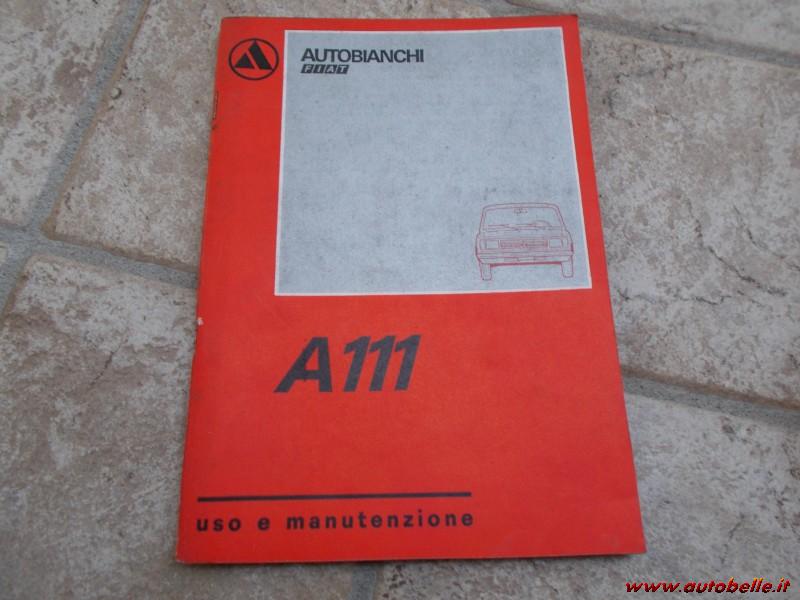 AUTOBIANCHI
FIAT
A111
uso e manutenzione
www.autobelle.it